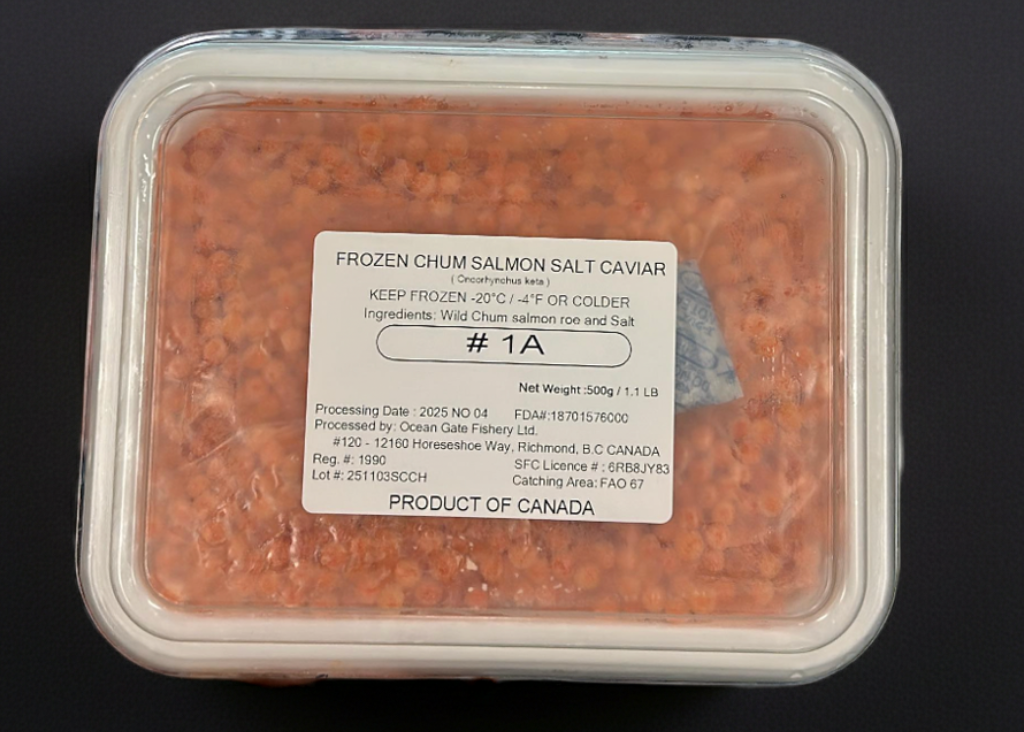 FROZEN CHUM SALMON SALT CAVIAR
( Oncorhynchus keta )
KEEP FROZEN -20°C / -4°F OR COLDER
Ingredients: Wild Chum salmon roe and Salt
# 1A
Net Weight :500g / 1.1 LB
Processing Date : 2025 NO 04 FDA#:18701576000
Processed by: Ocean Gate Fishery Ltd.
#120 - 12160 Horeseshoe Way, Richmond, B.C CANADA
Reg. #: 1990 SFC Licence # : 6RB8JY83
Lot #: 251103SCCH Catching Area: FAO 67
PRODUCT OF CANADA